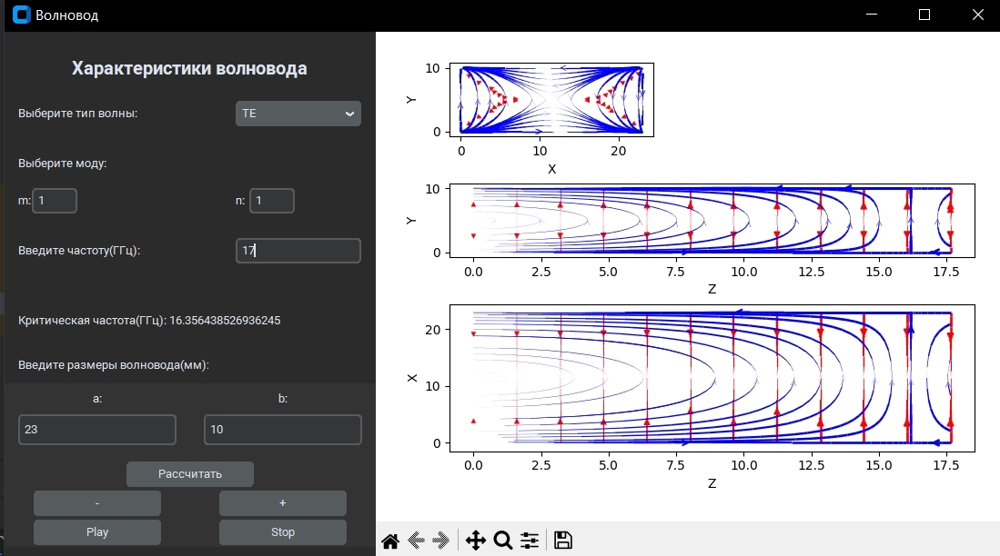 Волновод
Характеристики волновода
Выберите тип волны: TE
Выберите моду:
m: 1 n: 1
Введите частоту(ГГц): 17
Критическая частота(ГГц): 16.356438526936245
Введите размеры волновода(мм):
a: b:
23 10
Рассчитать
- +
Play Stop
10
Y
0
0 10 20
X
10
Y
0
0.0 2.5 5.0 7.5 10.0 12.5 15.0 17.5
Z
20
X
10
0
0.0 2.5 5.0 7.5 10.0 12.5 15.0 17.5
Z